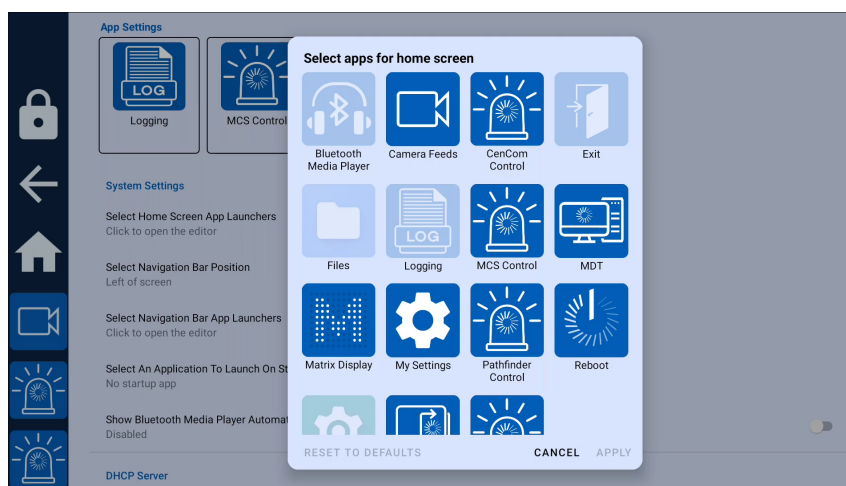 App Settings
LOG
Logging
MCS Control
System Settings
Select Home Screen App Launchers
Click to open the editor
Select Navigation Bar Position
Left of screen
Select Navigation Bar App Launchers
Click to open the editor
Select An Application To Launch On St
No startup app
Show Bluetooth Media Player Automat
Disabled
DHCP Server
Select apps for home screen
Bluetooth
Media Player
Camera Feeds
CenCom
Control
Exit
Files
LOG
Logging
MCS Control
MDT
M
Matrix Display
My Settings
Pathfinder
Control
Reboot
RESET TO DEFAULTS
CANCEL
APPLY